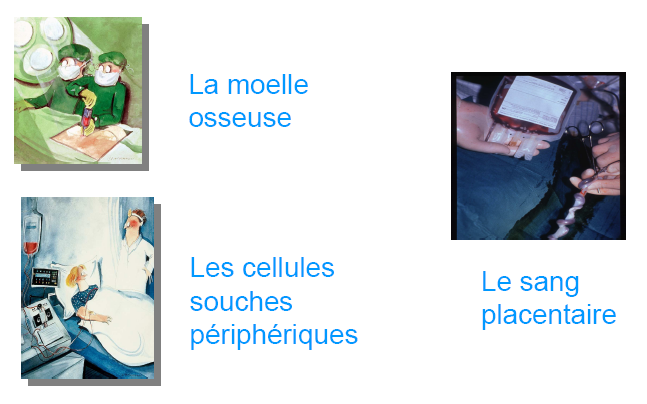 La moelle
osseuse
Les cellules
souches
périphériques
Le sang
placentaire